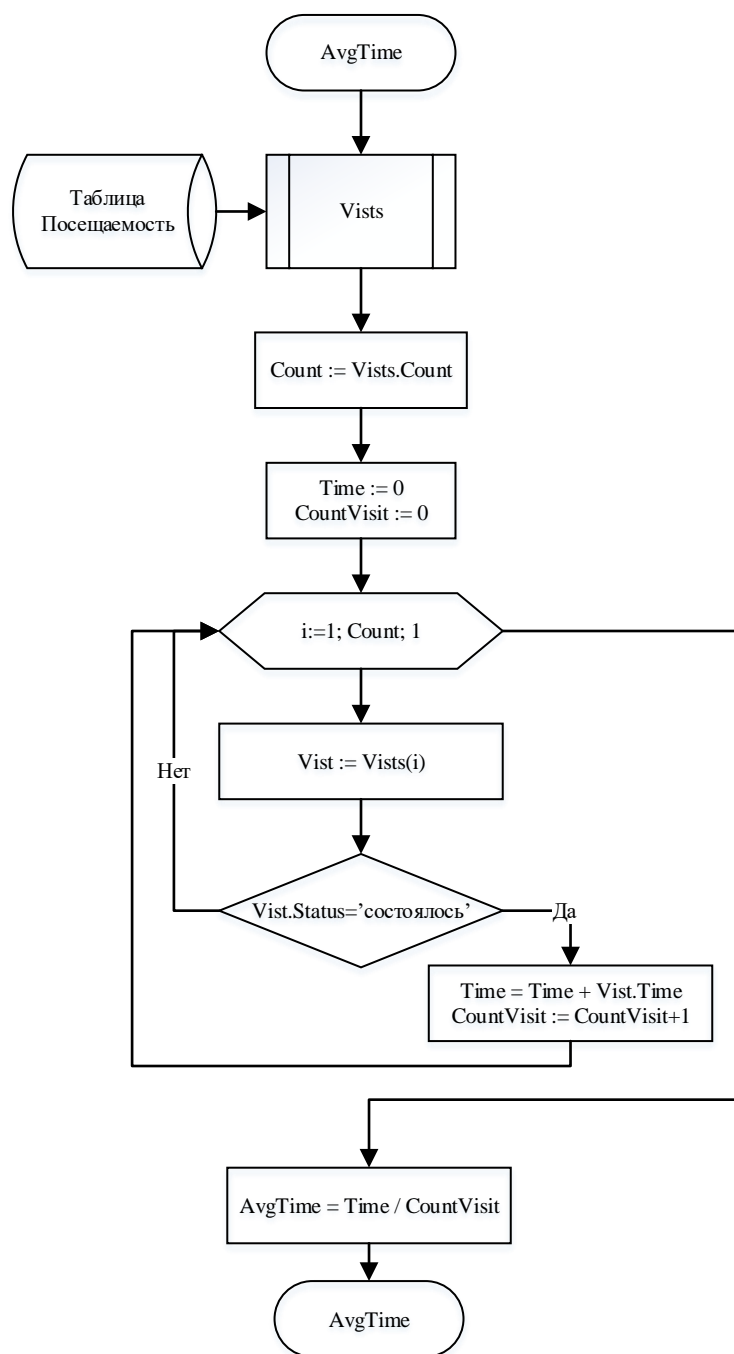 AvgTime
Таблица
Посещаемость
Vists
Count := Vists.Count
Time := 0
CountVisit := 0
i:=1; Count; 1
Vist := Vists(i)
Нет
Vist.Status=’состоялось’
Да
Time = Time + Vist.Time
CountVisit := CountVisit+1
AvgTime = Time / CountVisit
AvgTime